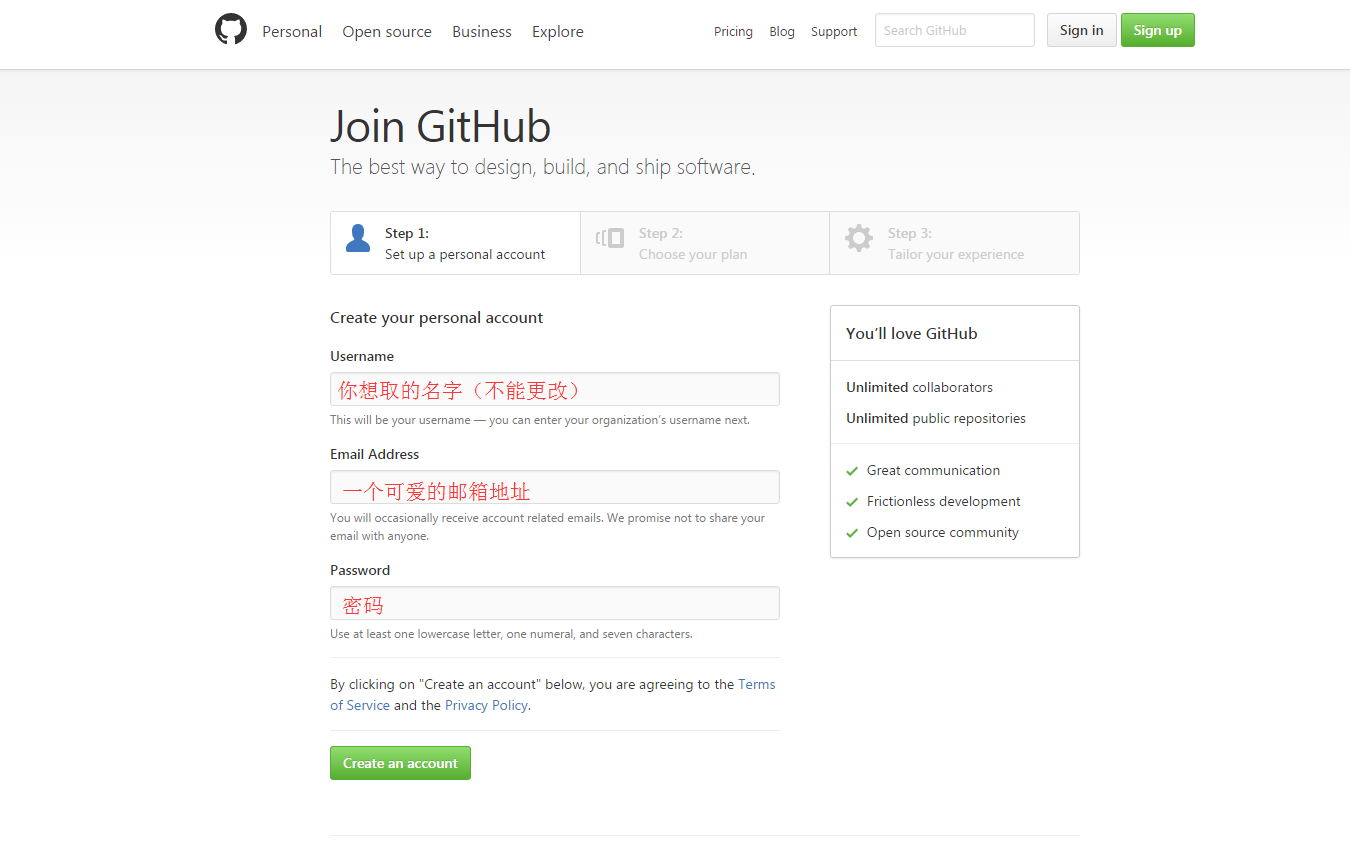 Personal Open source Business Explore Pricing Blog Support Search GitHub Sign in Sign up
Join GitHub
The best way to design, build, and ship software.
Step 1:
Set up a personal account
Step 2:
Choose your plan
Step 3:
Tailor your experience
Create your personal account
Username
你想取的名字（不能更改）
This will be your username — you can enter your organization’s username next.
Email Address
一个可爱的邮箱地址
You will occasionally receive account related emails. We promise not to share your
email with anyone.
Password
密码
Use at least one lowercase letter, one numeral, and seven characters.
By clicking on "Create an account" below, you are agreeing to the Terms
of Service and the Privacy Policy.
Create an account
You’ll love GitHub
Unlimited collaborators
Unlimited public repositories
Great communication
Frictionless development
Open source community